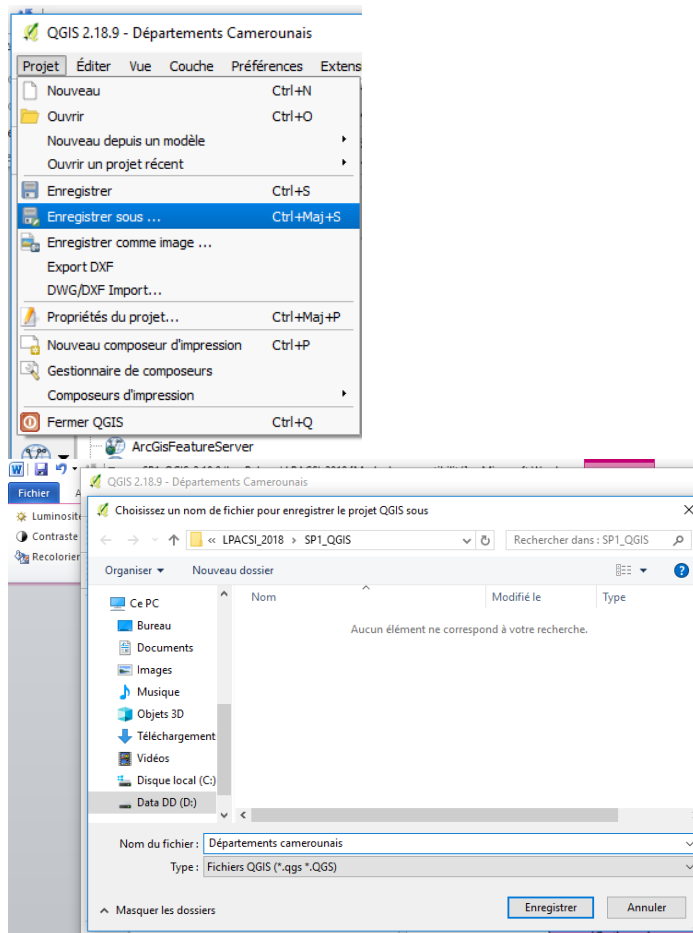 QGIS 2.18.9 - Départements Camerounais
Projet Éditer Vue Couche Préférences Extens
Nouveau Ctrl+N
Ouvrir Ctrl+O
Nouveau depuis un modèle
Ouvrir un projet récent
Enregistrer Ctrl+S
Enregistrer sous ... Ctrl+Maj+S
Enregistrer comme image ...
Export DXF
DWG/DXF Import...
Propriétés du projet... Ctrl+Maj+P
Nouveau composeur d'impression Ctrl+P
Gestionnaire de composeurs
Composeurs d'impression
Fermer QGIS Ctrl+Q
ArcGisFeatureServer
Fichier
QGIS 2.18.9 - Départements Camerounais
Luminosité
Contraste
Recolorier
Choisissez un nom de fichier pour enregistrer le projet QGIS sous
« LPACSI_2018 › SP1_QGIS
Rechercher dans : SP1_QGIS
Organiser Nouveau dossier
Nom Modifié le Type
Aucun élément ne correspond à votre recherche.
Ce PC
Bureau
Documents
Images
Musique
Objets 3D
Téléchargement
Vidéos
Disque local (C:)
Data DD (D:)
Nom du fichier : Départements camerounais
Type : Fichiers QGIS (*.qgs *.QGS)
Masquer les dossiers
Enregistrer Annuler